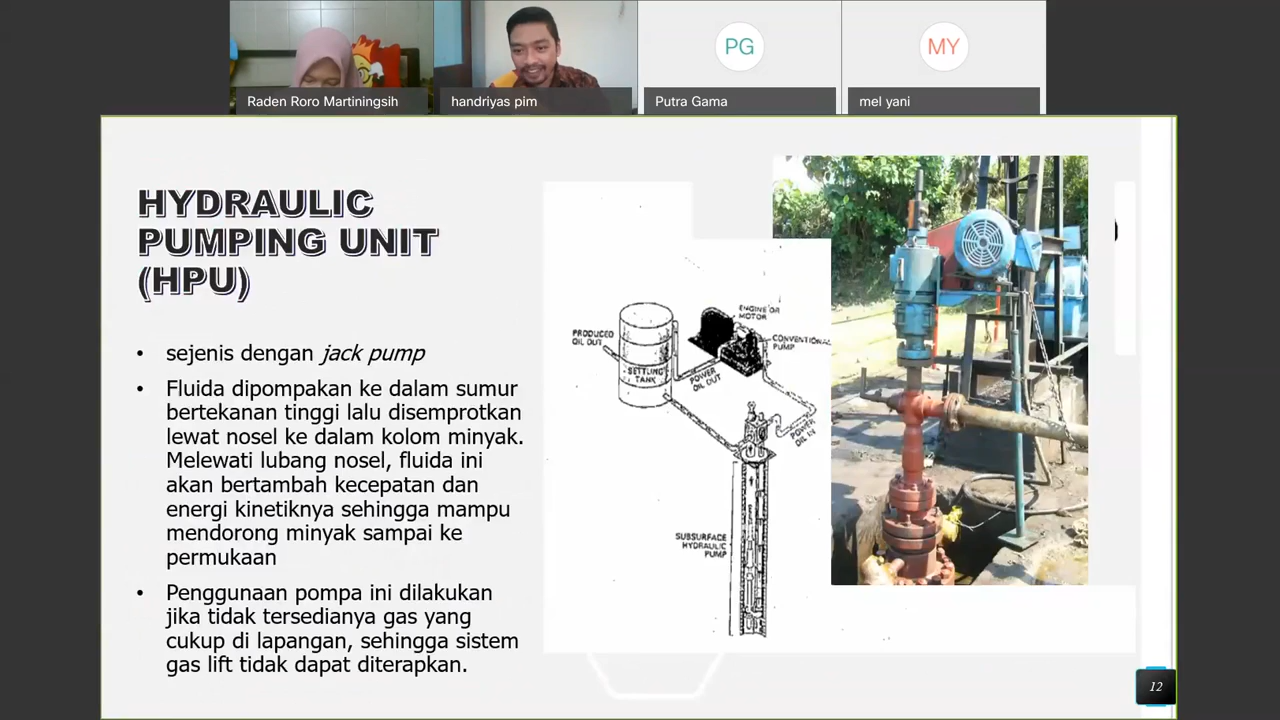 PG
MY
Raden Roro Martiningsih
handriyas pim
Putra Gama
mel yani
HYDRAULIC
PUMPING UNIT
(HPU)
• sejenis dengan jack pump
• Fluida dipompakan ke dalam sumur
bertekanan tinggi lalu disemprotkan
lewat nosel ke dalam kolom minyak.
Melewati lubang nosel, fluida ini
akan bertambah kecepatan dan
energi kinetiknya sehingga mampu
mendorong minyak sampai ke
permukaan
• Penggunaan pompa ini dilakukan
jika tidak tersedianya gas yang
cukup di lapangan, sehingga sistem
gas lift tidak dapat diterapkan.
ENGINE OR
MOTOR
PRODUCED
OIL OUT
CONVENTIONAL
PUMP
SETTLING
TANK
POWER
OIL OUT
POWER
OIL IN
SUBSURFACE
HYDRAULIC
PUMP
12